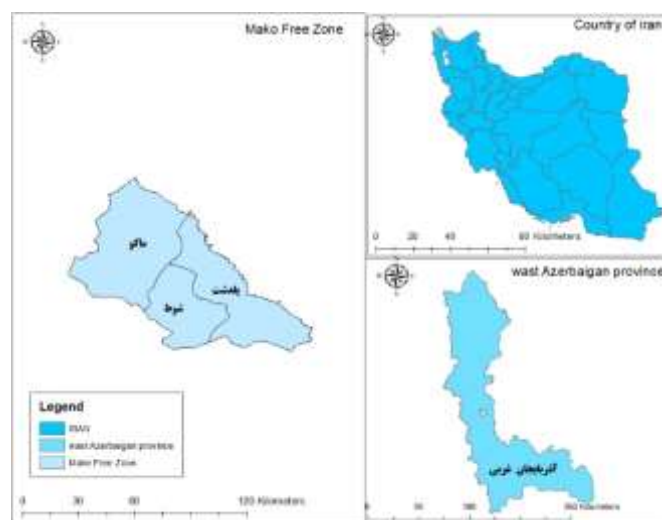 Mako Free Zone
ماکو
پلدشت
شوط
Legend
IRAN
wast Azerbaigan province
Mako Free Zone
0 30 60 120 Kilometers
Country of iran
0 20 40 80 Kilometers
wast Azerbaigan province
آذربایجان غربی
0